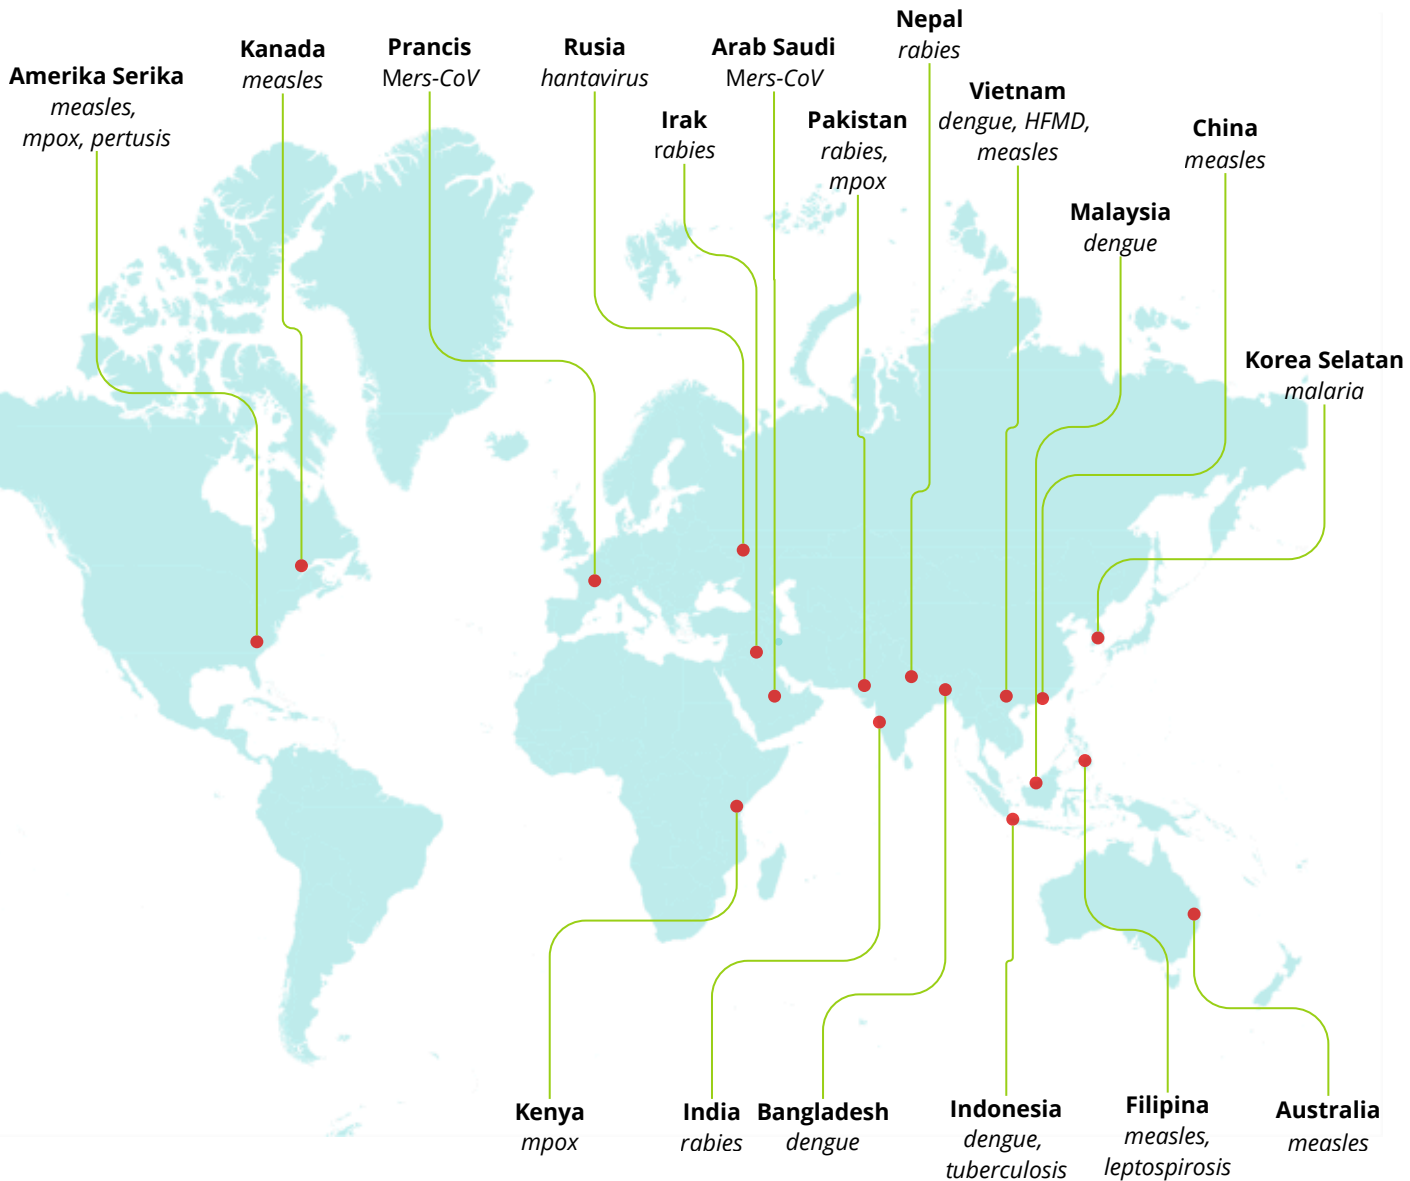 Nepal
rabies
Kanada
measles
Prancis
Mers-CoV
Rusia
hantavirus
Arab Saudi
Mers-CoV
Amerika Serika
measles,
mpox, pertusis
Vietnam
dengue, HFMD,
measles
Irak
rabies
Pakistan
rabies,
mpox
China
measles
Malaysia
dengue
Korea Selatan
malaria
Kenya
mpox
India
rabies
Bangladesh
dengue
Indonesia
dengue,
tuberculosis
Filipina
measles,
leptospirosis
Australia
measles